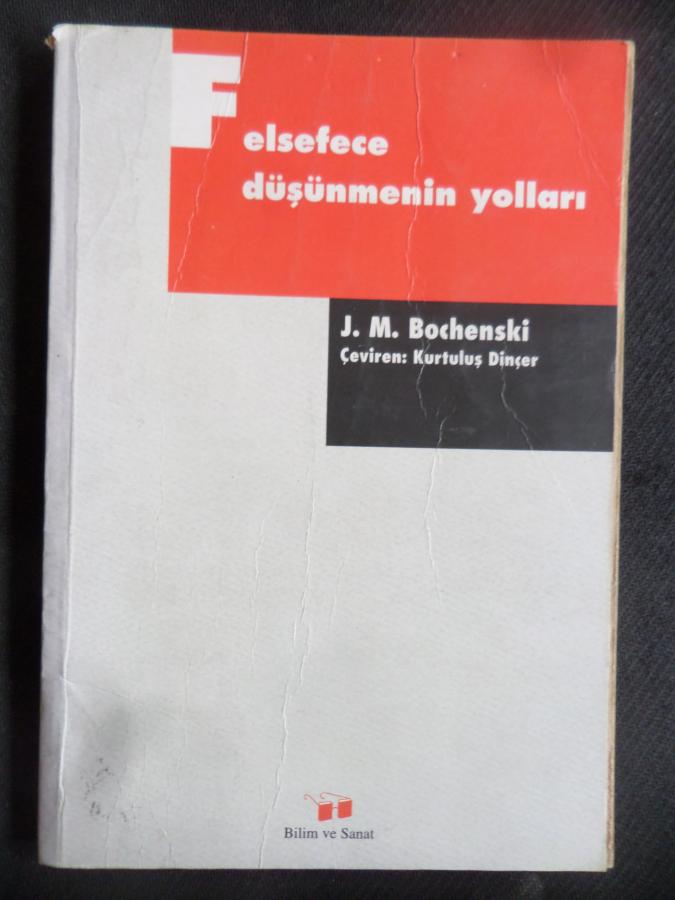 Felsefece
düşünmenin yolları
J. M. Bochenski
Çeviren: Kurtuluş Dinçer
Bilim ve Sanat